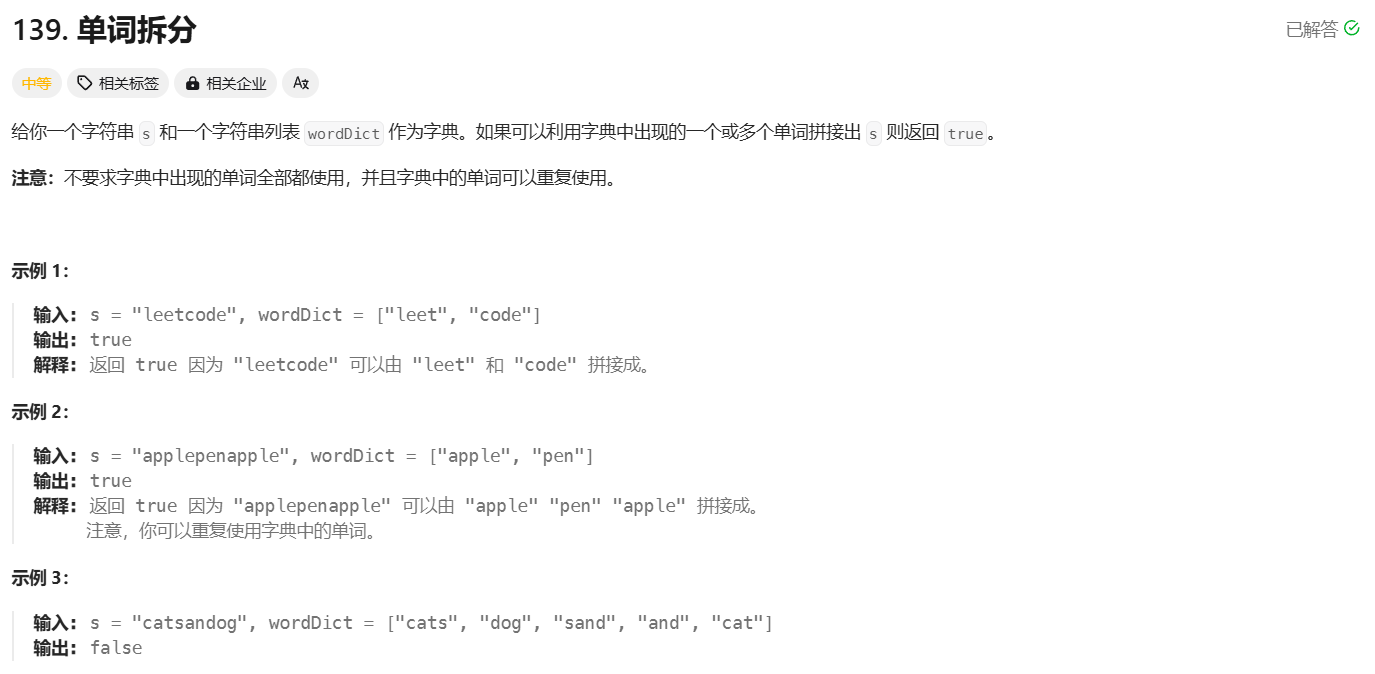 139. 单词拆分
已解答
中等 相关标签 相关企业 Ax
给你一个字符串 s 和一个字符串列表 wordDict 作为字典。如果可以利用字典中出现的一个或多个单词拼接出 s 则返回 true。
注意：不要求字典中出现的单词全部都使用，并且字典中的单词可以重复使用。
示例 1：
输入: s = "leetcode", wordDict = ["leet", "code"]
输出: true
解释: 返回 true 因为 "leetcode" 可以由 "leet" 和 "code" 拼接成。
示例 2：
输入: s = "applepenapple", wordDict = ["apple", "pen"]
输出: true
解释: 返回 true 因为 "applepenapple" 可以由 "apple" "pen" "apple" 拼接成。
注意，你可以重复使用字典中的单词。
示例 3：
输入: s = "catsandog", wordDict = ["cats", "dog", "sand", "and", "cat"]
输出: false